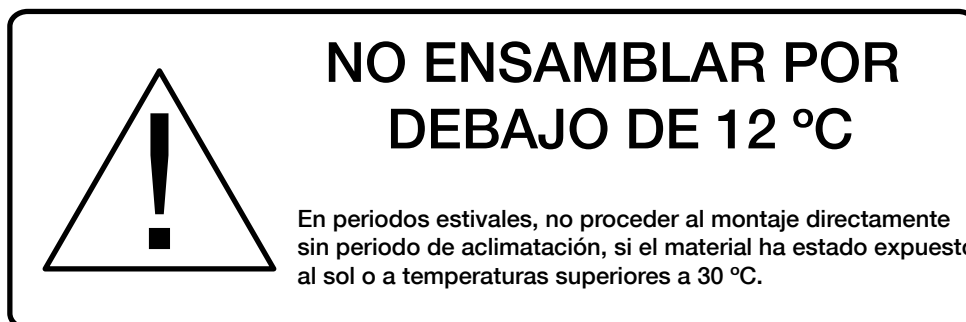 NO ENSAMBLAR POR
DEBAJO DE 12 ºC
En periodos estivales, no proceder al montaje directamente
sin periodo de aclimatación, si el material ha estado expuesto
al sol o a temperaturas superiores a 30 ºC.